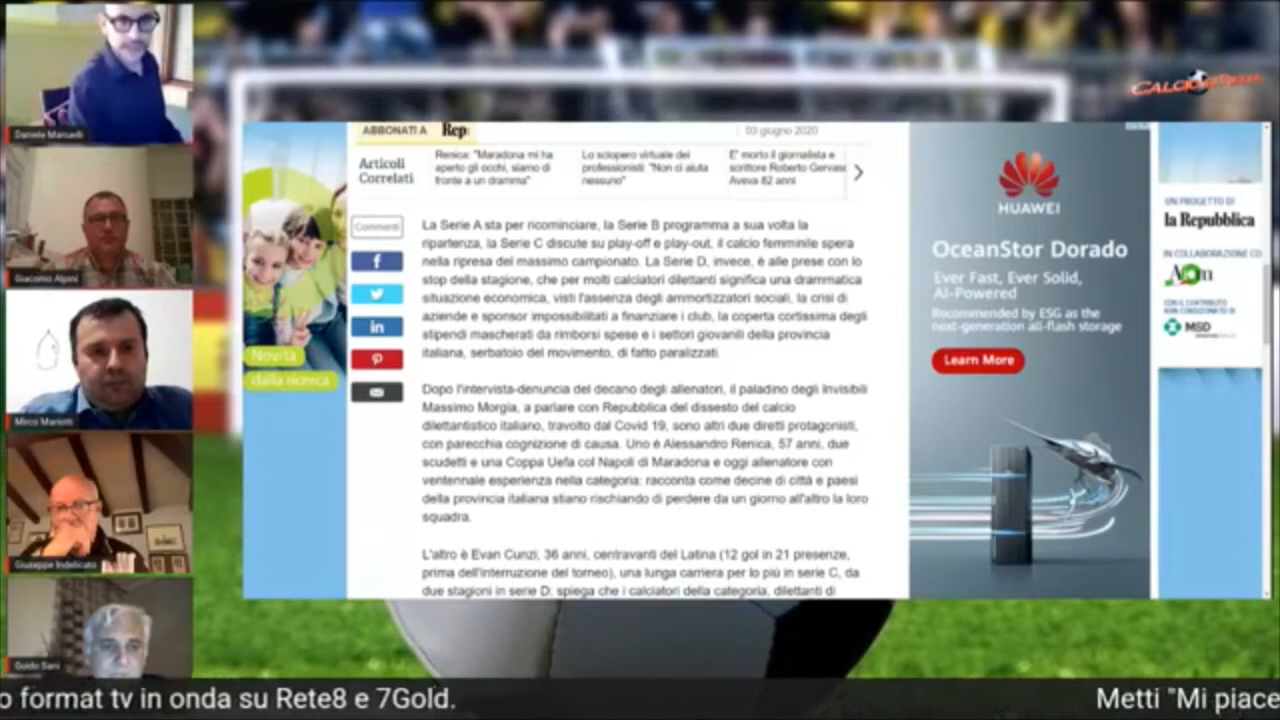 Daniele Marsaelli
Giacomo Alpini
Mirco Mariotti
Giuseppe Indelicato
Guido Sani
ABBONATI A Rep:
03 giugno 2020
Articoli
Correlati
Renica: "Maradona mi ha
aperto gli occhi, siamo di
fronte a un dramma"
Lo sciopero virtuale dei
professionisti: "Non ci aiuta
nessuno"
E' morto il giornalista e
scrittore Roberto Gervaso
Aveva 82 anni
Commenti
La Serie A sta per ricominciare, la Serie B programma a sua volta la
ripartenza, la Serie C discute su play-off e play-out, il calcio femminile spera
nella ripresa del massimo campionato. La Serie D, invece, è alle prese con lo
stop della stagione, che per molti calciatori dilettanti significa una drammatica
situazione economica, visti l'assenza degli ammortizzatori sociali, la crisi di
aziende e sponsor impossibilitati a finanziare i club, la coperta cortissima degli
stipendi mascherati da rimborsi spese e i settori giovanili della provincia
italiana, serbatoio del movimento, di fatto paralizzati.
Dopo l'intervista-denuncia del decano degli allenatori, il paladino degli Invisibili
Massimo Morgia, a parlare con Repubblica del dissesto del calcio
dilettantistico italiano, travolto dal Covid 19, sono altri due diretti protagonisti,
con parecchia cognizione di causa. Uno è Alessandro Renica, 57 anni, due
scudetti e una Coppa Uefa col Napoli di Maradona e oggi allenatore con
ventennale esperienza nella categoria: racconta come decine di città e paesi
della provincia italiana stiano rischiando di perdere da un giorno all'altro la loro
squadra.
L'altro è Evan Cunzi, 36 anni, centravanti del Latina (12 gol in 21 presenze,
prima dell'interruzione del torneo), una lunga carriera per lo più in serie C, da
due stagioni in serie D: spiega che i calciatori della categoria, dilettanti di
Novità
dalla ricerca
HUAWEI
OceanStor Dorado
Ever Fast, Ever Solid,
AI-Powered
Recommended by ESG as the
next-generation all-flash storage
Learn More
UN PROGETTO DI
la Repubblica
IN COLLABORAZIONE CO
MSD
o format tv in onda su Rete8 e 7Gold.
Metti "Mi piace